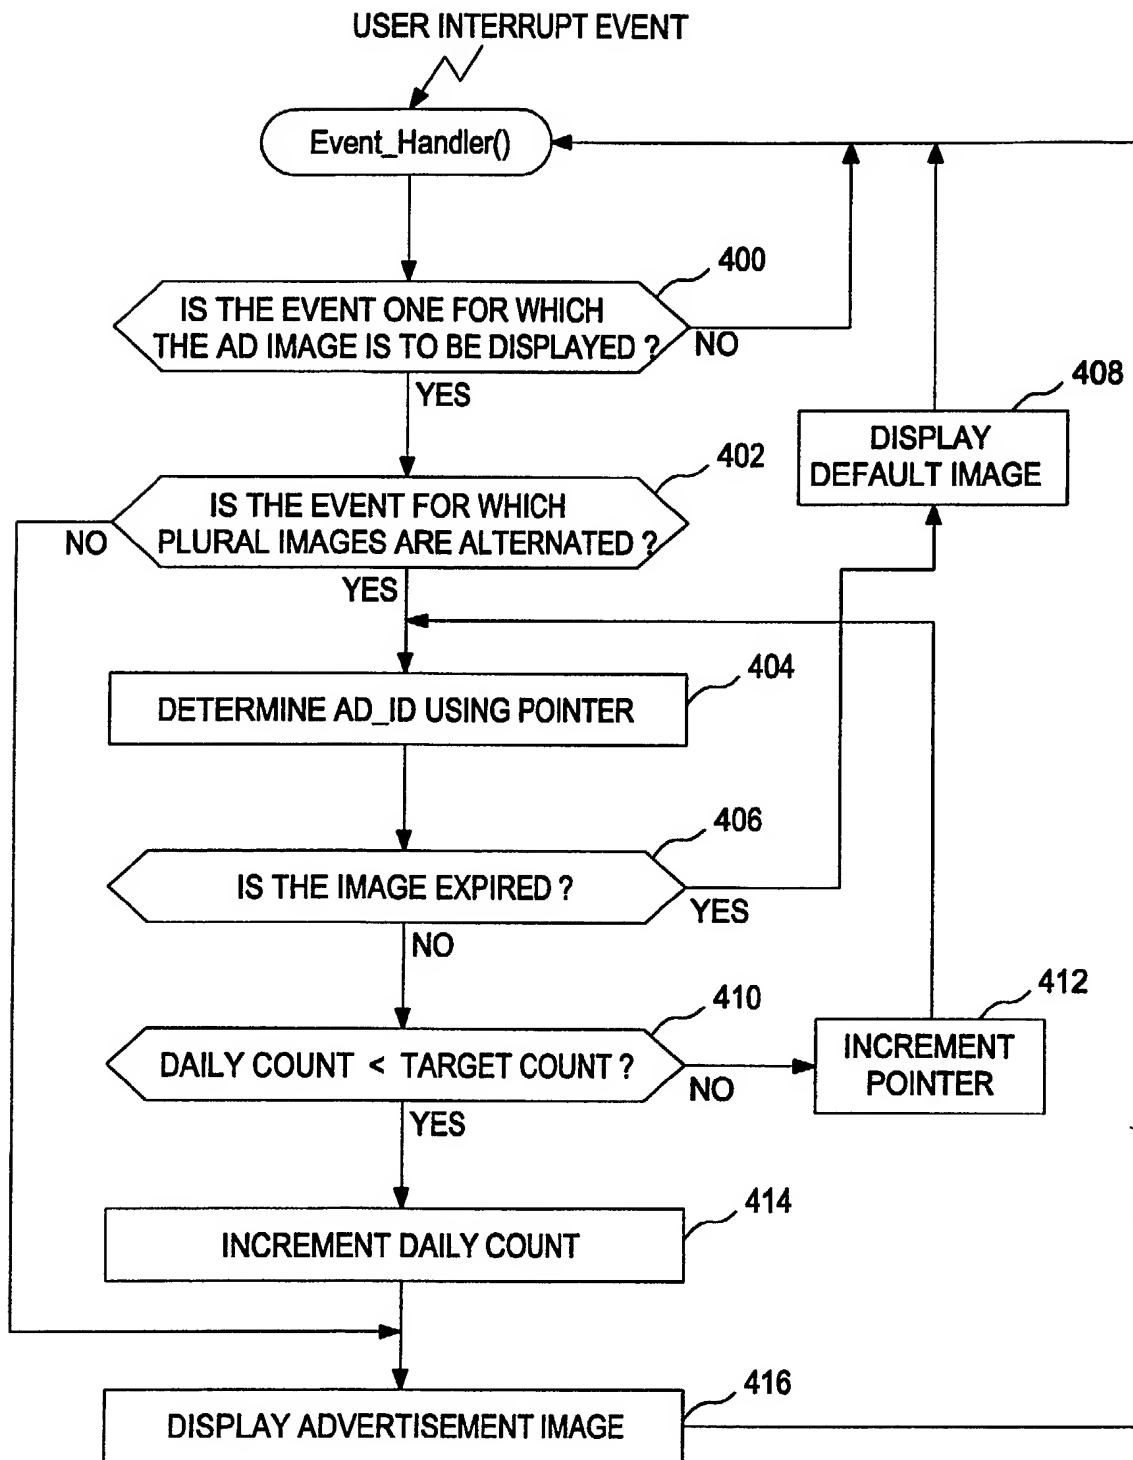 USER INTERRUPT EVENT
Event_Handler()
400
IS THE EVENT ONE FOR WHICH
THE AD IMAGE IS TO BE DISPLAYED ?
NO
YES
408
DISPLAY
DEFAULT IMAGE
402
IS THE EVENT FOR WHICH
PLURAL IMAGES ARE ALTERNATED ?
NO
YES
404
DETERMINE AD_ID USING POINTER
406
IS THE IMAGE EXPIRED ?
YES
NO
410
DAILY COUNT < TARGET COUNT ?
NO
YES
412
INCREMENT
POINTER
414
INCREMENT DAILY COUNT
416
DISPLAY ADVERTISEMENT IMAGE